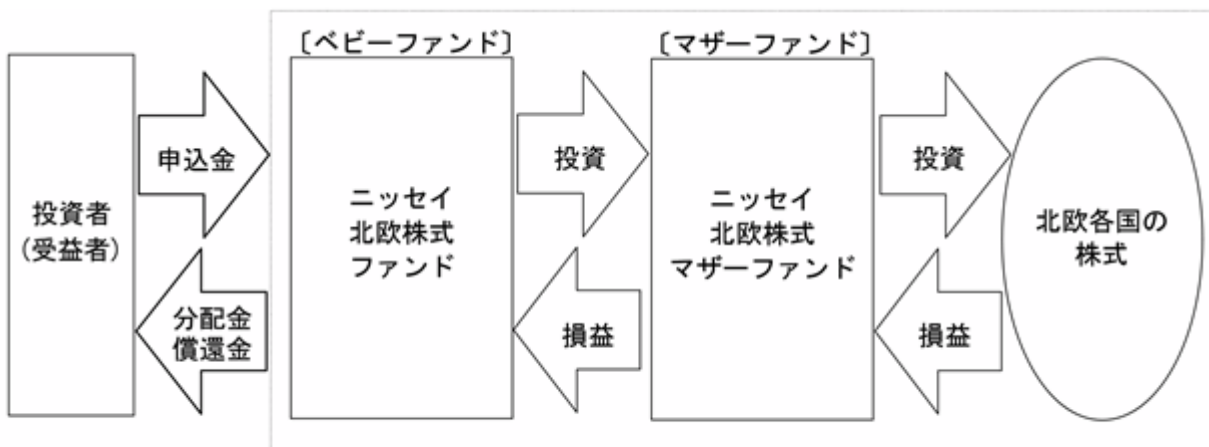 〔ベビーファンド〕
〔マザーファンド〕
投資者
(受益者)
申込金
分配金
償還金
ニッセイ
北欧株式
ファンド
投資
損益
ニッセイ
北欧株式
マザーファンド
投資
損益
北欧各国の
株式